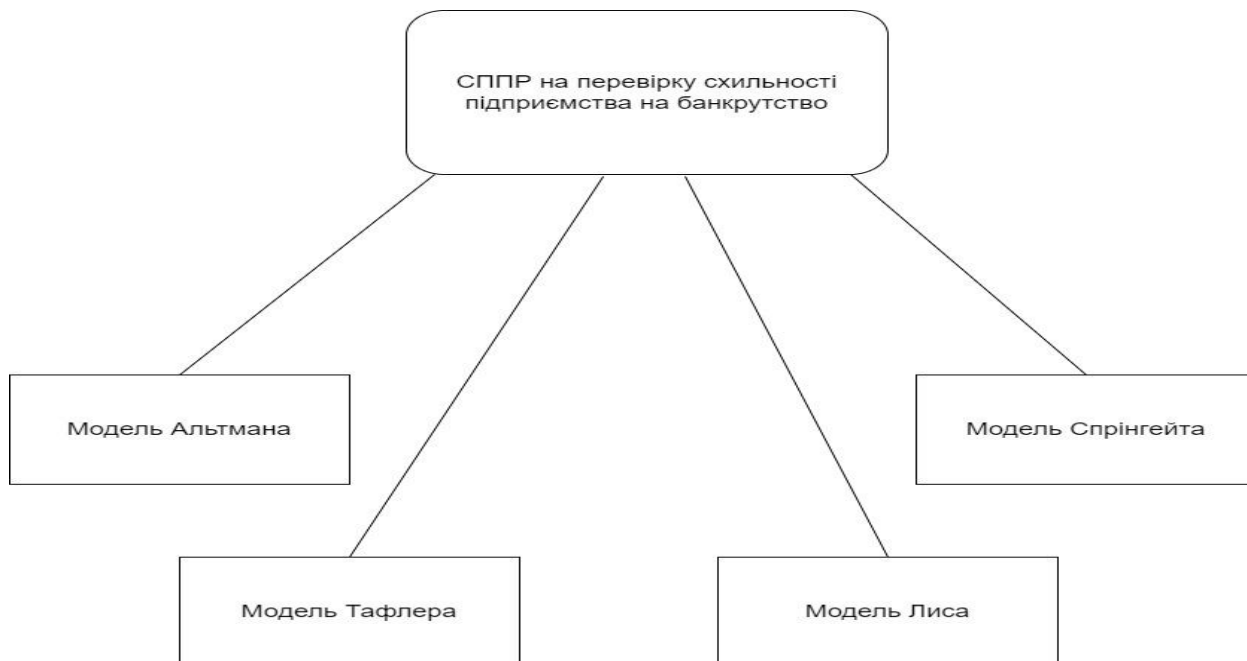 СППР на перевірку схильності
підприємства на банкрутство
Модель Альтмана
Модель Спрінгейта
Модель Тафлера
Модель Лиса